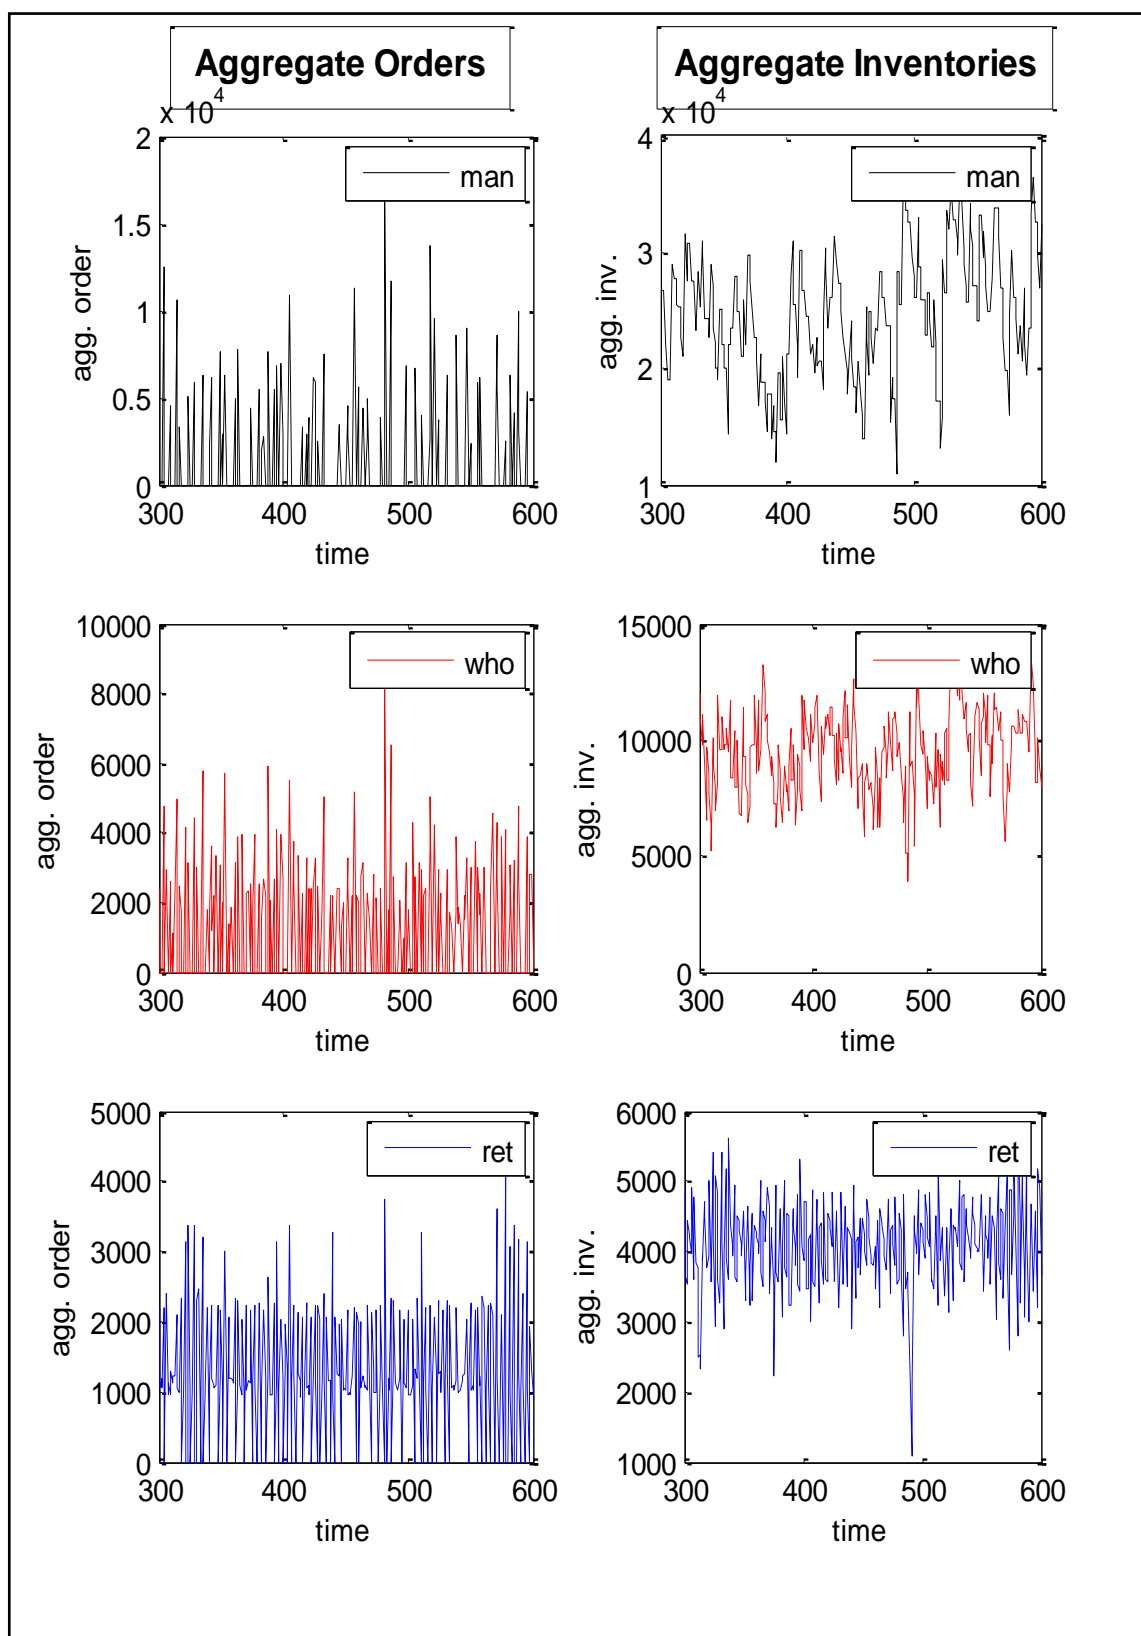 Aggregate Orders
Aggregate Inventories
x 10^4
2
1.5
1
0.5
0
300 400 500 600
agg. order
time
man
x 10^4
4
3
2
1
300 400 500 600
agg. inv.
time
man
10000
8000
6000
4000
2000
0
300 400 500 600
agg. order
time
who
15000
10000
5000
0
300 400 500 600
agg. inv.
time
who
5000
4000
3000
2000
1000
0
300 400 500 600
agg. order
time
ret
6000
5000
4000
3000
2000
1000
300 400 500 600
agg. inv.
time
ret